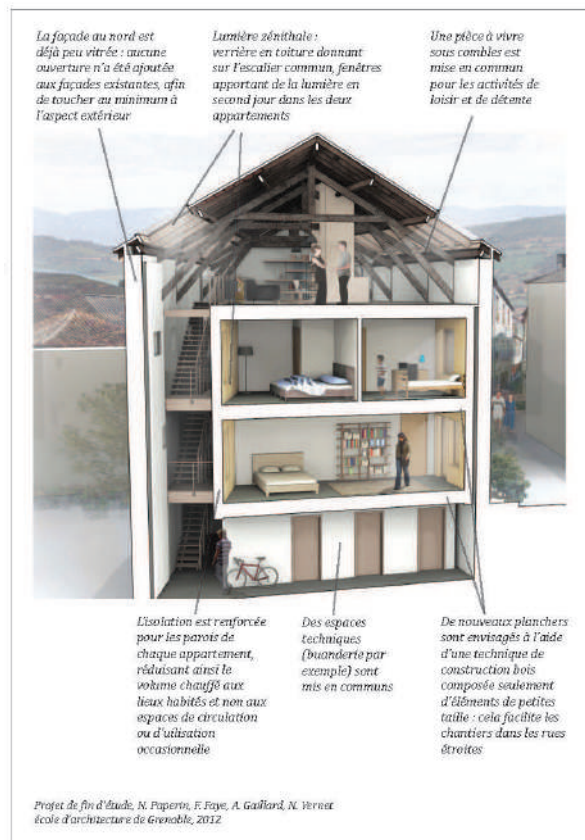 La façade au nord est
déjà peu vitrée : aucune
ouverture n'a été ajoutée
aux façades existantes, afin
de toucher au minimum à
l'aspect extérieur
Lumière zénithale :
verrière en toiture donnant
sur l'escalier commun, fenêtres
apportant de la lumière en
second jour dans les deux
appartements
Une pièce à vivre
sous combles est
mise en commun
pour les activités de
loisir et de détente
L'isolation est renforcée
pour les parois de
chaque appartement,
réduisant ainsi le
volume chauffé aux
lieux habités et non aux
espaces de circulation
ou d'utilisation
occasionnelle
Des espaces
techniques
(buanderie par
exemple) sont
mis en communs
De nouveaux planchers
sont envisagés à l'aide
d'une technique de
construction bois
composée seulement
d'éléments de petites
taille : cela facilite les
chantiers dans les rues
étroites
Projet de fin d'étude, N. Paperin, F. Faye, A. Gaillard, N. Vernet
école d'architecture de Grenoble, 2012